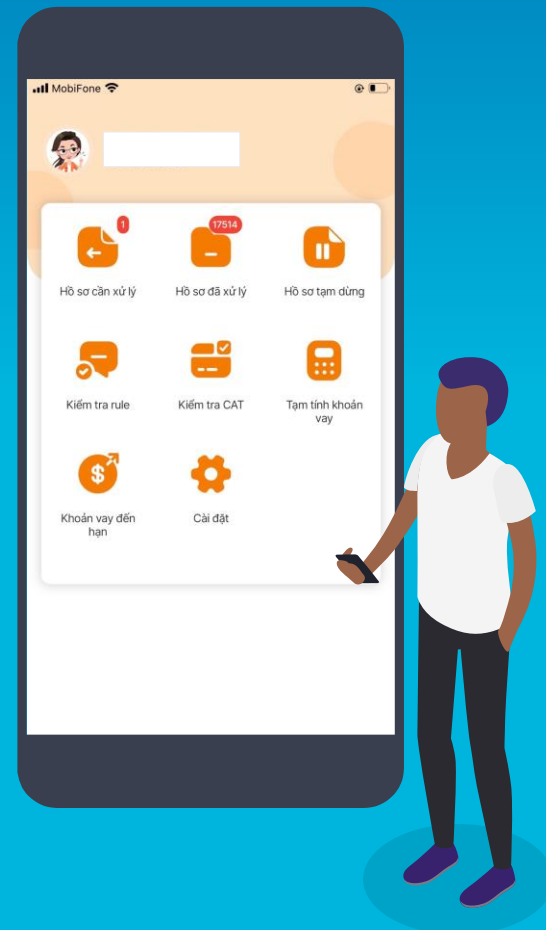 MobiFone
1
17514
Hồ sơ cần xử lý
Hồ sơ đã xử lý
Hồ sơ tạm dừng
Kiểm tra rule
Kiểm tra CAT
Tạm tính khoản
vay
$
Khoản vay đến
hạn
Cài đặt